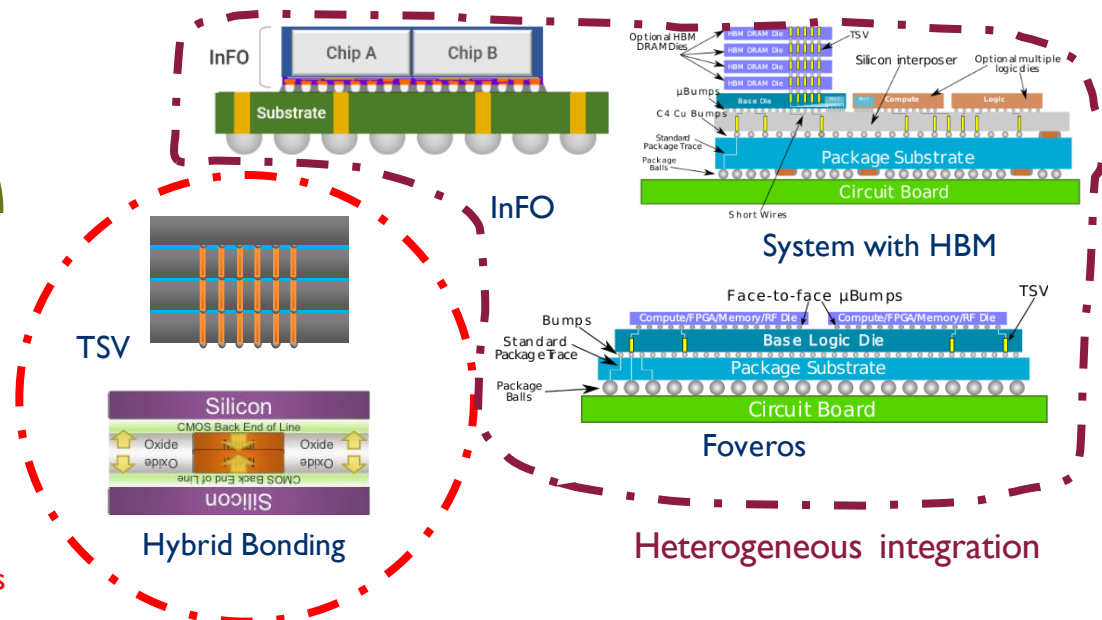 InFO
Chip A
Chip B
Substrate
InFO
Optional HBM
DRAM Dies
HBM DRAM Die
HBM DRAM Die
HBM DRAM Die
HBM DRAM Die
TSV
Silicon interposer
Optional multiple
logic dies
µBumps
Base Die
Compute
Logic
C4 Cu Bumps
Standard
Package Trace
Package Substrate
Package
Balls
Circuit Board
Short Wires
System with HBM
TSV
Silicon
CMOS Back End of Line
Oxide
Oxide
Oxide
Oxide
CMOS Back End of Line
Silicon
Hybrid Bonding
Face-to-face µBumps
TSV
Compute/FPGA/Memory/RF Die
Compute/FPGA/Memory/RF Die
Bumps
Base Logic Die
Standard
Package Trace
Package Substrate
Package
Balls
Circuit Board
Foveros
Heterogeneous integration
s